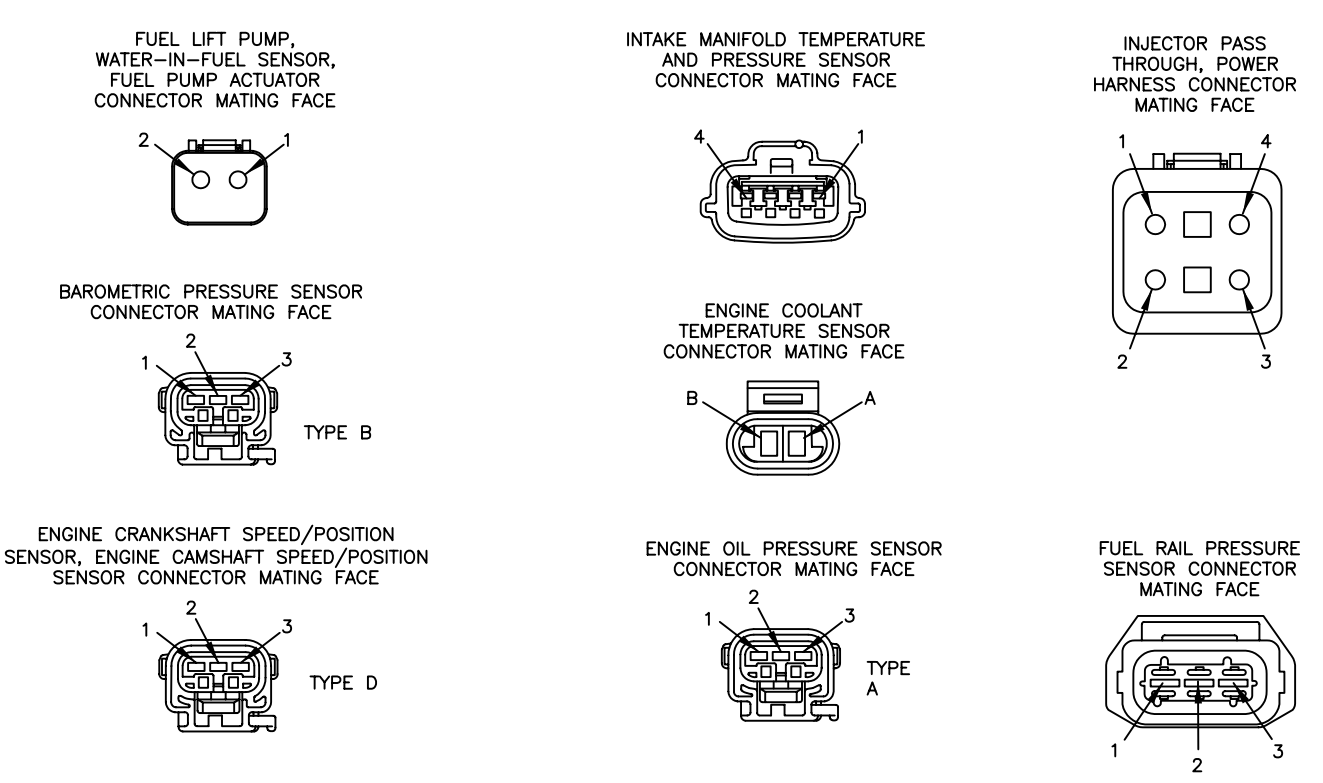 FUEL LIFT PUMP,
WATER-IN-FUEL SENSOR,
FUEL PUMP ACTUATOR
CONNECTOR MATING FACE
2
1
INTAKE MANIFOLD TEMPERATURE
AND PRESSURE SENSOR
CONNECTOR MATING FACE
4
1
INJECTOR PASS
THROUGH, POWER
HARNESS CONNECTOR
MATING FACE
1
4
2
3
BAROMETRIC PRESSURE SENSOR
CONNECTOR MATING FACE
1
2
3
TYPE B
ENGINE COOLANT
TEMPERATURE SENSOR
CONNECTOR MATING FACE
B
A
ENGINE CRANKSHAFT SPEED/POSITION
SENSOR, ENGINE CAMSHAFT SPEED/POSITION
SENSOR CONNECTOR MATING FACE
1
2
3
TYPE D
ENGINE OIL PRESSURE SENSOR
CONNECTOR MATING FACE
1
2
3
TYPE
A
FUEL RAIL PRESSURE
SENSOR CONNECTOR
MATING FACE
1
2
3